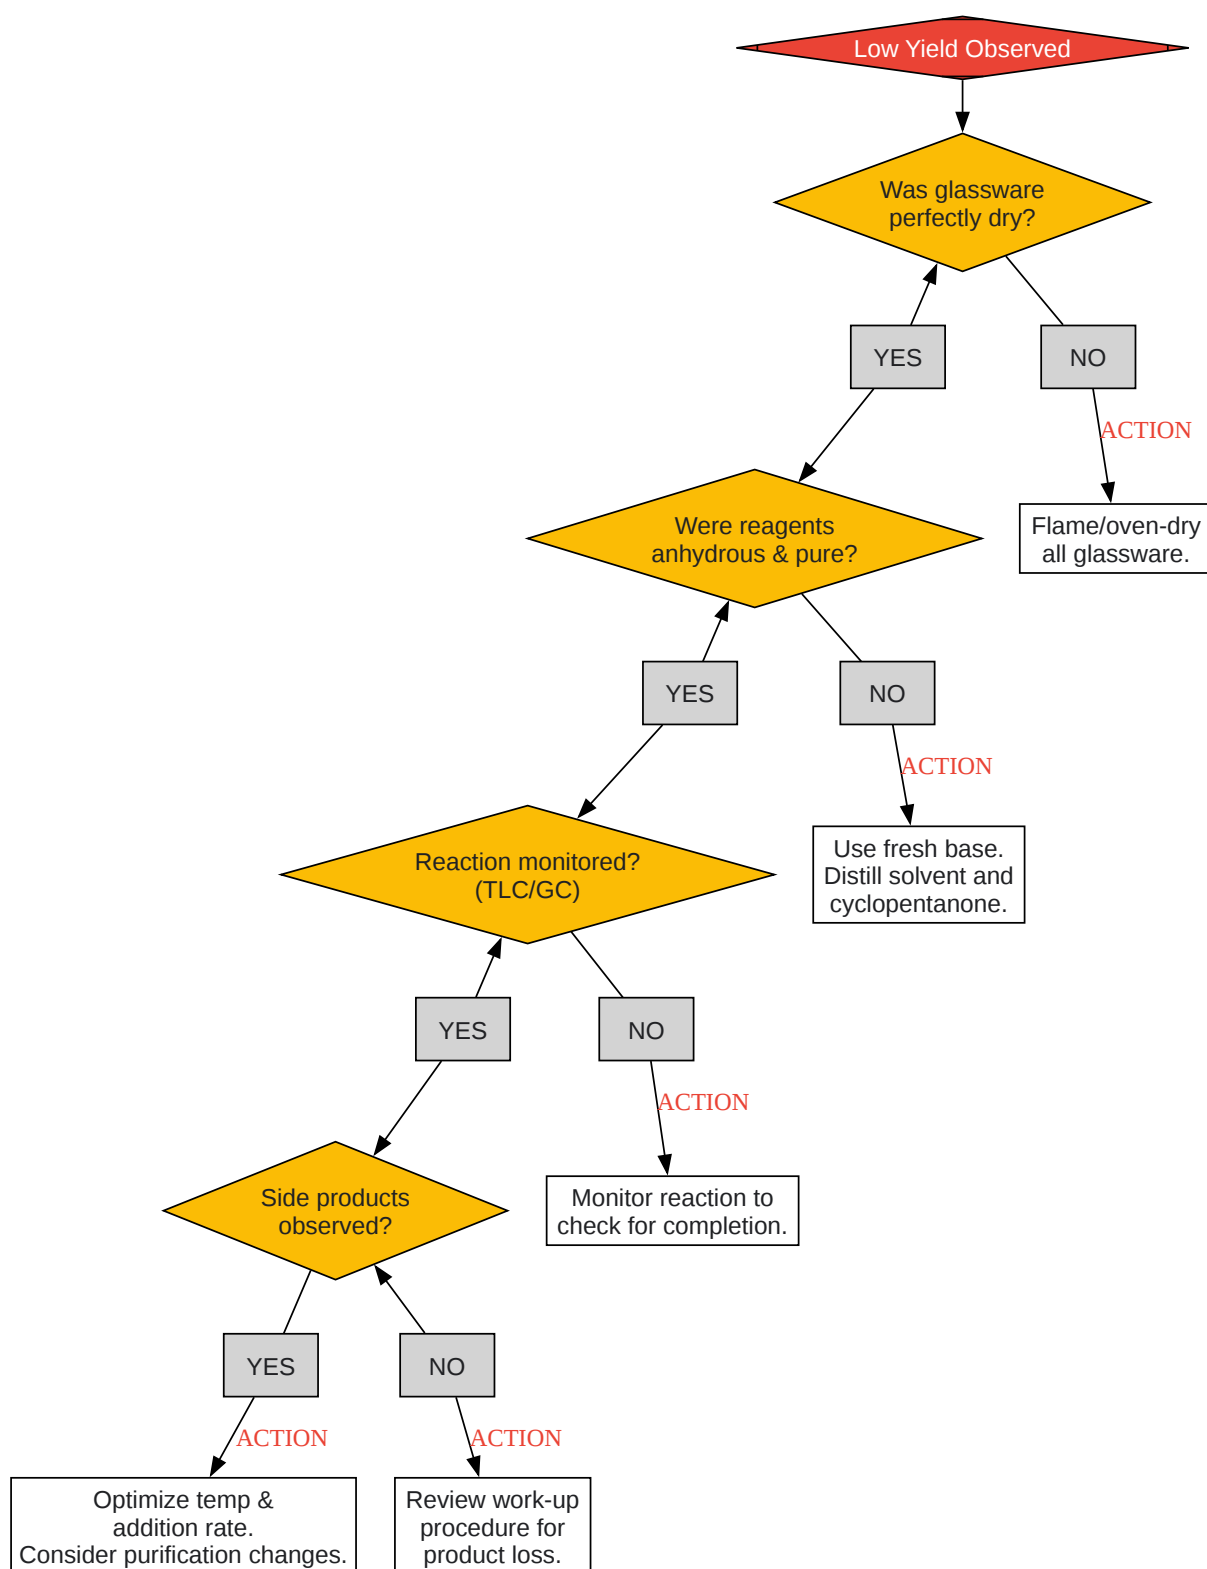 Low Yield Observed
Was glassware
perfectly dry?
YES
NO
ACTION
Flame/oven-dry
all glassware.
Were reagents
anhydrous & pure?
YES
NO
ACTION
Use fresh base.
Distill solvent and
cyclopentanone.
Reaction monitored?
(TLC/GC)
YES
NO
ACTION
Monitor reaction to
check for completion.
Side products
observed?
YES
NO
ACTION
ACTION
Optimize temp &
addition rate.
Consider purification changes.
Review work-up
procedure for
product loss.